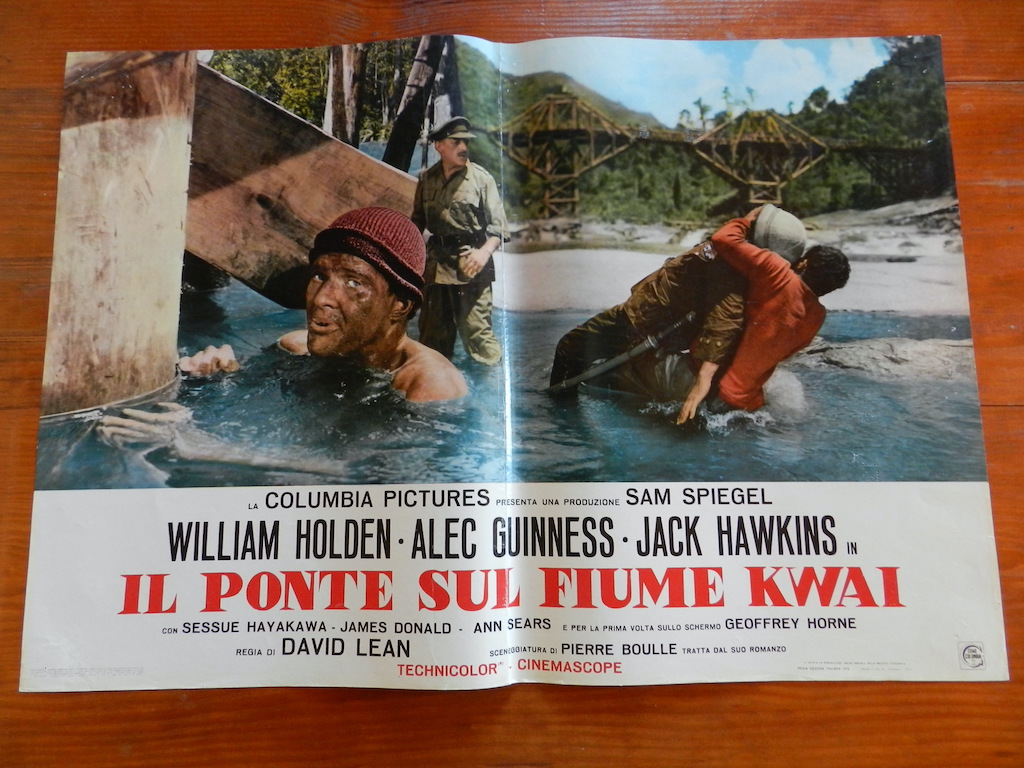 LA COLUMBIA PICTURES PRESENTA UNA PRODUZIONE SAM SPIEGEL
WILLIAM HOLDEN · ALEC GUINNESS · JACK HAWKINS IN
IL PONTE SUL FIUME KWAI
CON SESSUE HAYAKAWA - JAMES DONALD - ANN SEARS E PER LA PRIMA VOLTA SULLO SCHERMO GEOFFREY HORNE
REGIA DI DAVID LEAN SCENEGGIATURA DI PIERRE BOULLE TRATTA DAL SUO ROMANZO
TECHNICOLOR - CINEMASCOPE